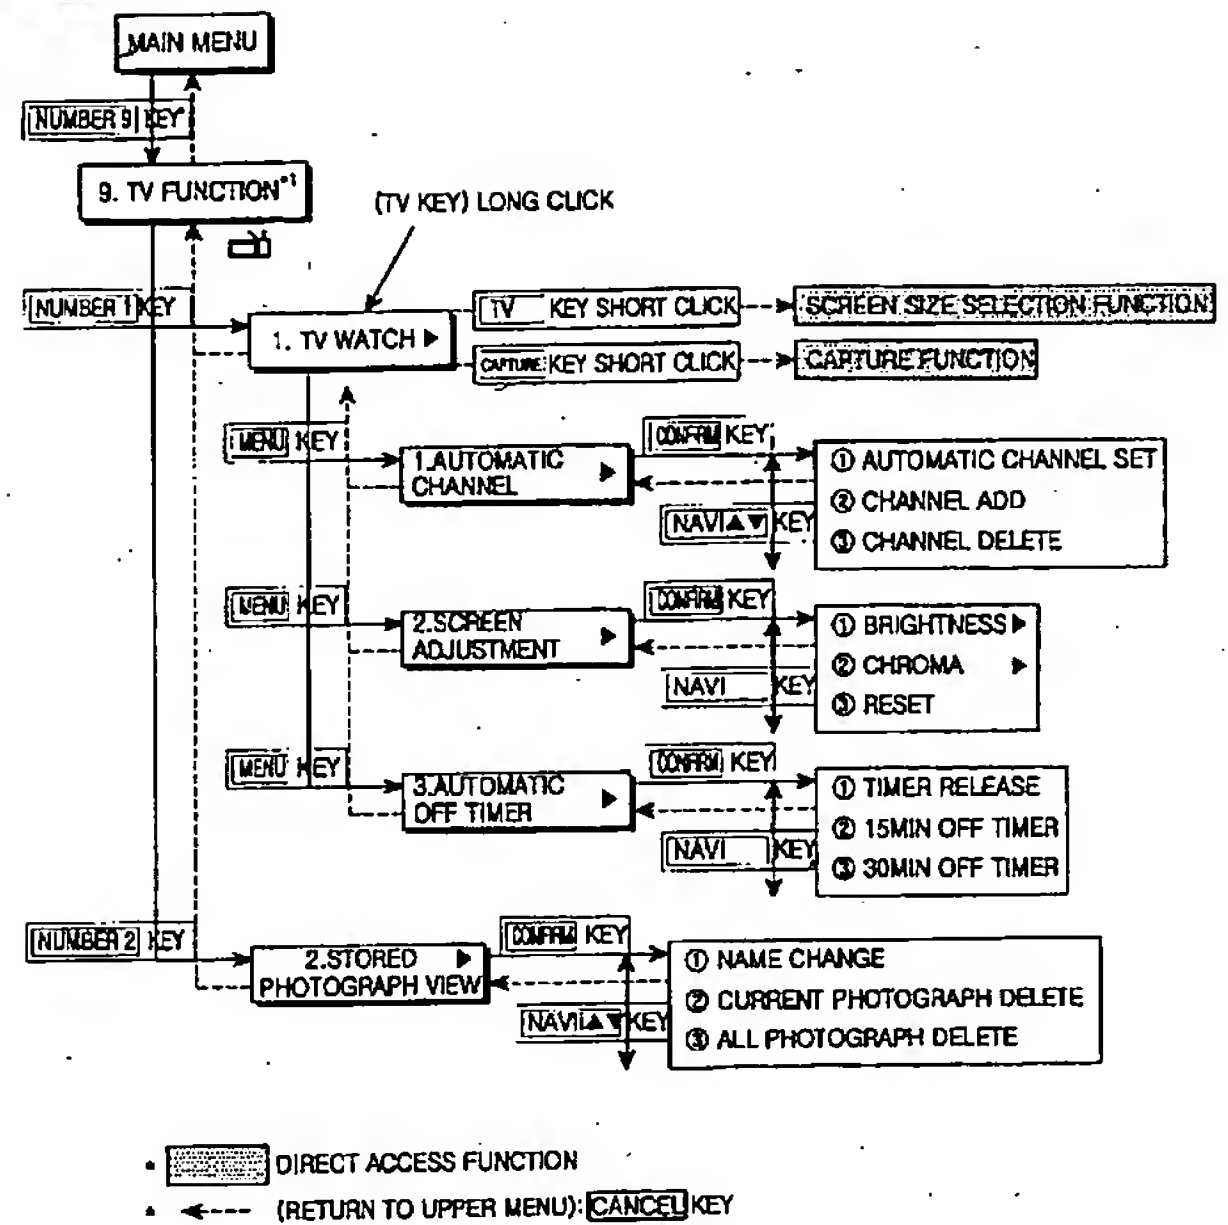 MAIN MENU
NUMBER 9 KEY
9. TV FUNCTION*1
(TV KEY) LONG CLICK
NUMBER 1 KEY
1. TV WATCH ▶
TV KEY SHORT CLICK
SCREEN SIZE SELECTION FUNCTION
CAPTURE KEY SHORT CLICK
CAPTURE FUNCTION
MENU KEY
1.AUTOMATIC
CHANNEL ▶
CONFIRM KEY
NAVI▲▼ KEY
① AUTOMATIC CHANNEL SET
② CHANNEL ADD
③ CHANNEL DELETE
MENU KEY
2.SCREEN
ADJUSTMENT ▶
CONFIRM KEY
NAVI KEY
① BRIGHTNESS ▶
② CHROMA ▶
③ RESET
MENU KEY
3.AUTOMATIC
OFF TIMER ▶
CONFIRM KEY
NAVI KEY
① TIMER RELEASE
② 15MIN OFF TIMER
③ 30MIN OFF TIMER
NUMBER 2 KEY
2.STORED ▶
PHOTOGRAPH VIEW
CONFIRM KEY
NAVI▲▼ KEY
① NAME CHANGE
② CURRENT PHOTOGRAPH DELETE
③ ALL PHOTOGRAPH DELETE
* DIRECT ACCESS FUNCTION
* (RETURN TO UPPER MENU): CANCEL KEY